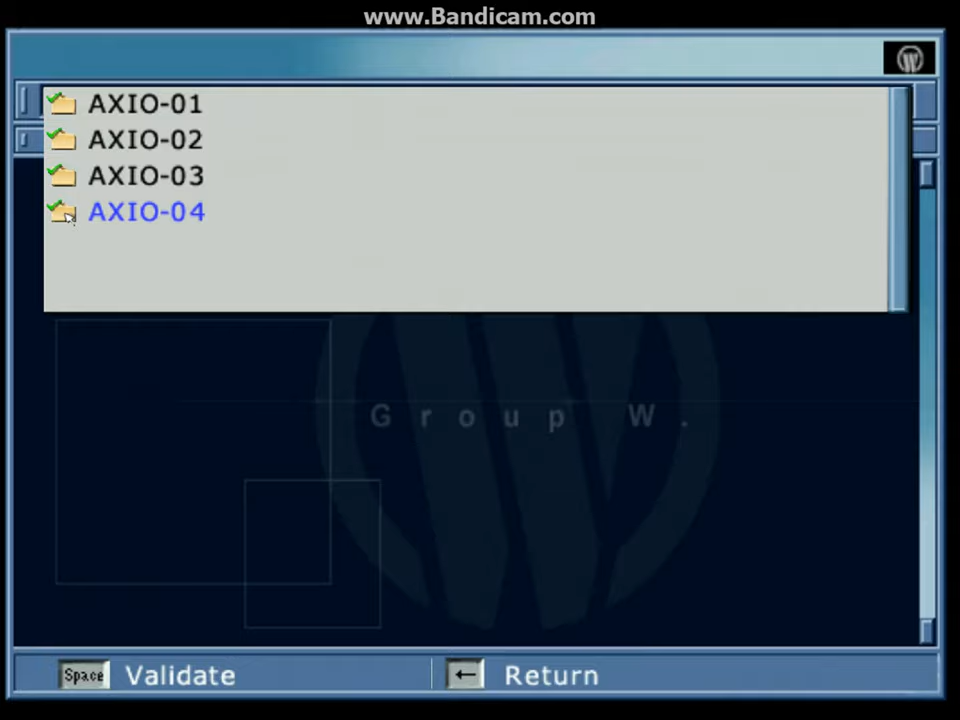 www.Bandicam.com
W
AXIO-01
AXIO-02
AXIO-03
AXIO-04
Group W.
Space Validate ← Return